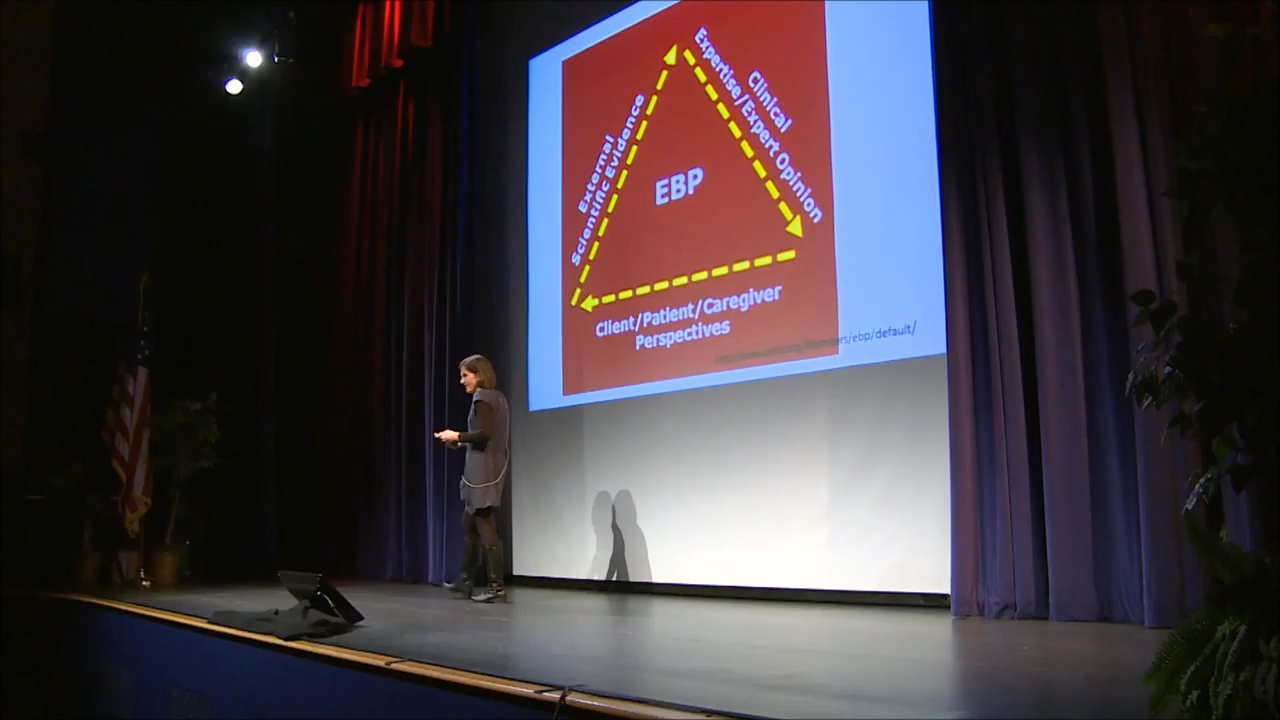 External
Scientific Evidence
Clinical
Expertise/Expert Opinion
EBP
Client/Patient/Caregiver
Perspectives
/ebp/default/